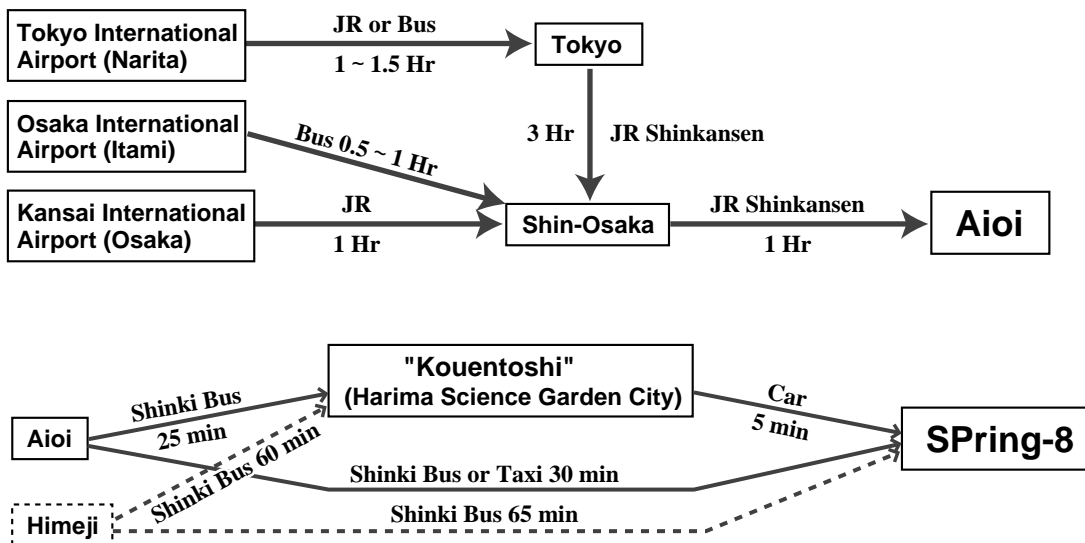 Tokyo International
Airport (Narita)
JR or Bus
1 ~ 1.5 Hr
Tokyo
Osaka International
Airport (Itami)
Bus 0.5 ~ 1 Hr
3 Hr
JR Shinkansen
Kansai International
Airport (Osaka)
JR
1 Hr
Shin-Osaka
JR Shinkansen
1 Hr
Aioi
"Kouentoshi"
(Harima Science Garden City)
Shinki Bus
25 min
Car
5 min
Aioi
SPring-8
Shinki Bus 60 min
Shinki Bus or Taxi 30 min
Himeji
Shinki Bus 65 min